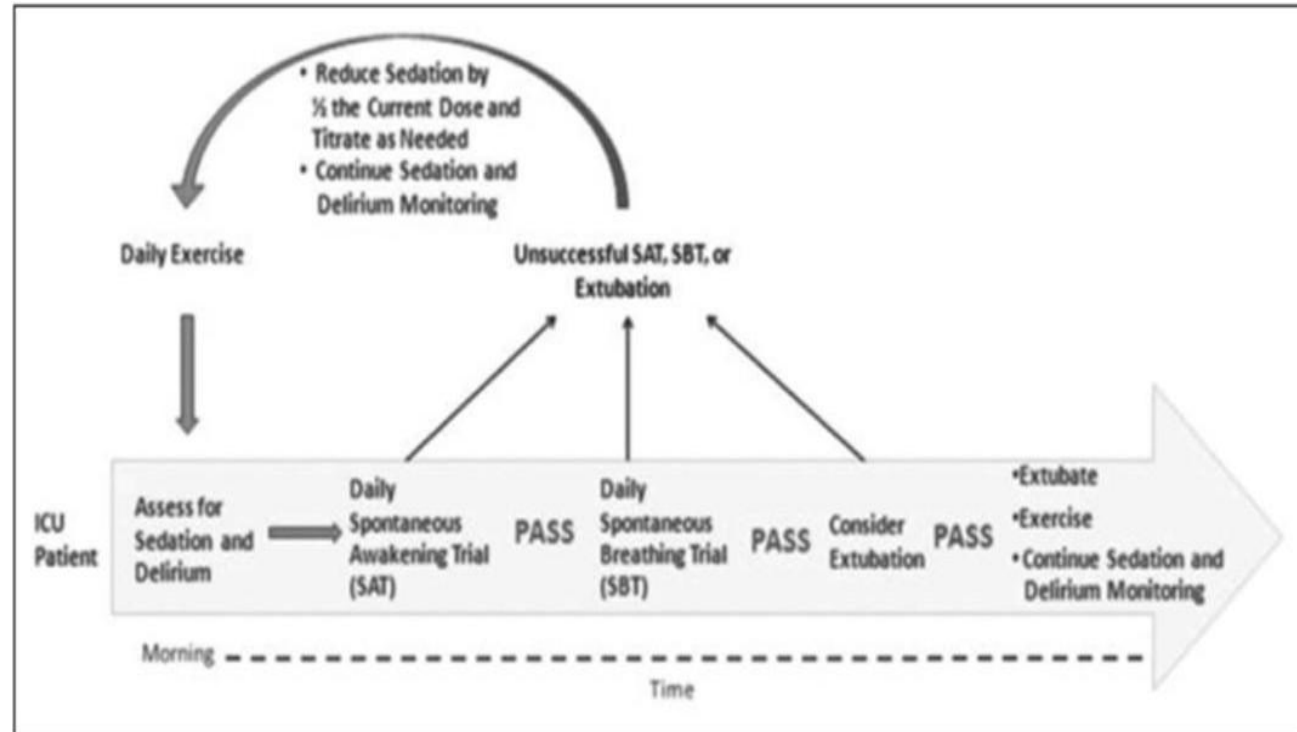 • Reduce Sedation by
½ the Current Dose and
Titrate as Needed
• Continue Sedation and
Delirium Monitoring
Daily Exercise
Unsuccessful SAT, SBT, or
Extubation
ICU
Patient
Assess for
Sedation and
Delirium
Daily
Spontaneous
Awakening Trial
(SAT)
PASS
Daily
Spontaneous
Breathing Trial
(SBT)
PASS
Consider
Extubation
PASS
•Extubate
•Exercise
•Continue Sedation and
Delirium Monitoring
Morning
Time